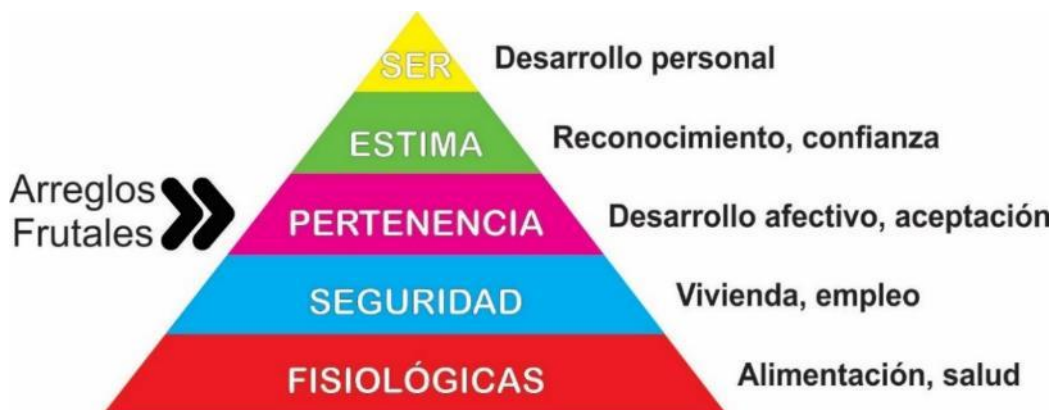 SER
Desarrollo personal
ESTIMA
Reconocimiento, confianza
Arreglos
Frutales
PERTENENCIA
Desarrollo afectivo, aceptación
SEGURIDAD
Vivienda, empleo
FISIOLÓGICAS
Alimentación, salud